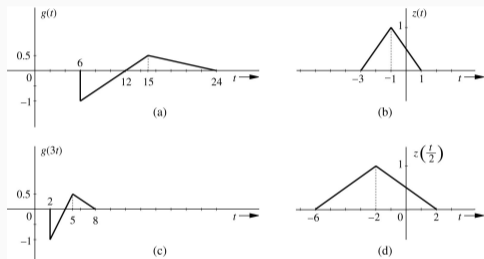 g(t)
0.5
0
−1
6
12 15 24 t
(a)
z(t)
1
−3 −1 1 t
(b)
g(3t)
0.5
0
−1
2
5 8 t
(c)
z(t/2)
1
−6 −2 0 2 t
(d)